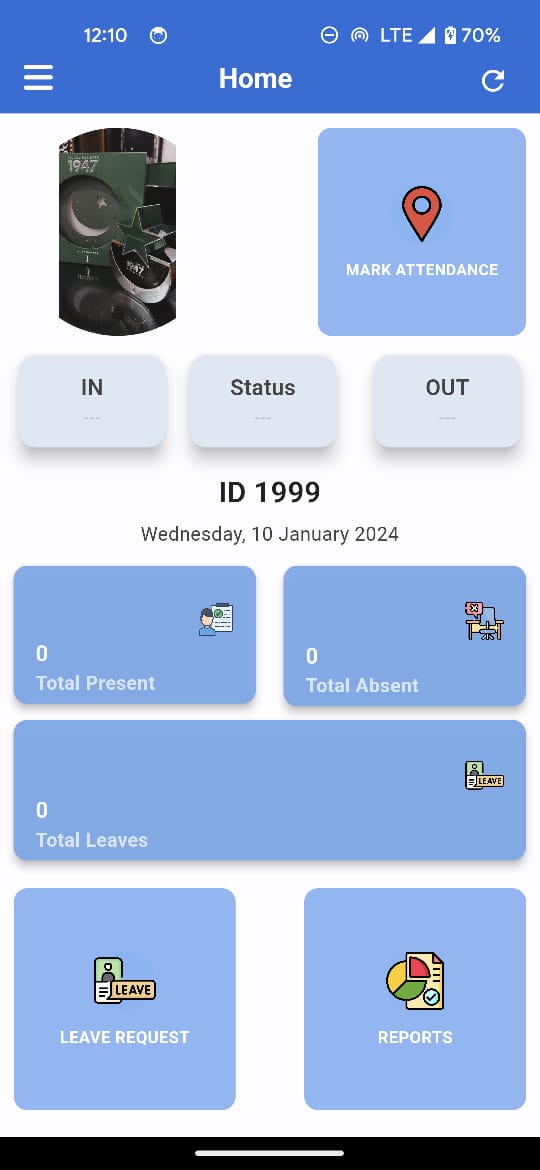 12:10 LTE 70%
Home
1947
MARK ATTENDANCE
IN Status OUT
--- --- ---
ID 1999
Wednesday, 10 January 2024
0 0
Total Present Total Absent
LEAVE
0
Total Leaves
LEAVE
LEAVE REQUEST REPORTS